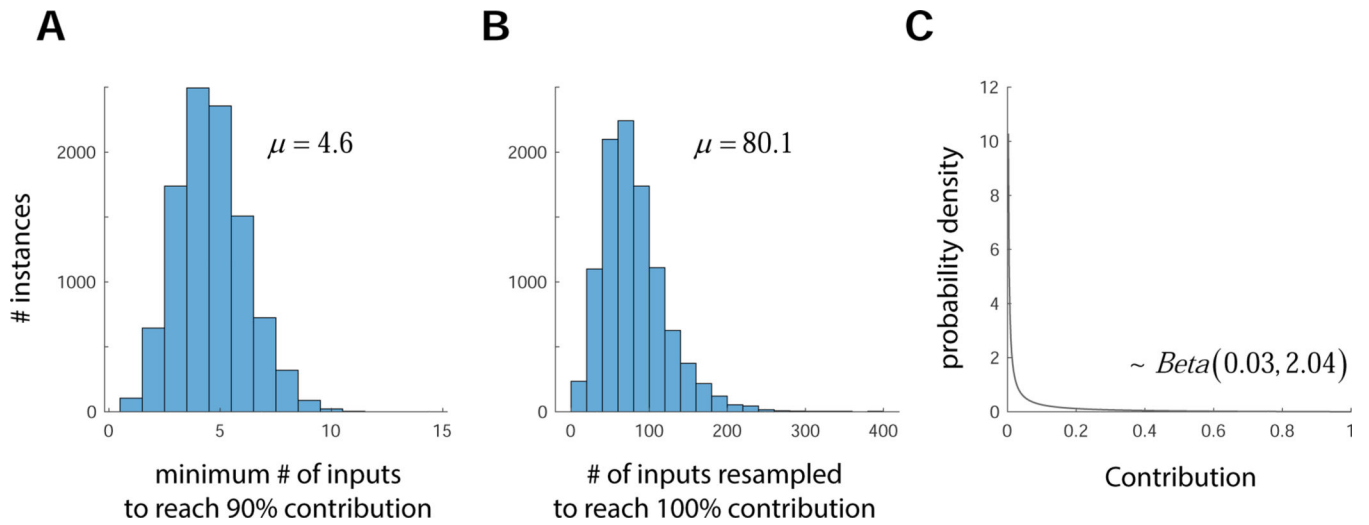 A
B
C
# instances
2000
1000
0
μ = 4.6
0 5 10 15
minimum # of inputs
to reach 90% contribution
2000
1000
0
μ = 80.1
0 100 200 300 400
# of inputs resampled
to reach 100% contribution
probability density
12
10
8
6
4
2
0
~ Beta(0.03, 2.04)
0 0.2 0.4 0.6 0.8 1
Contribution